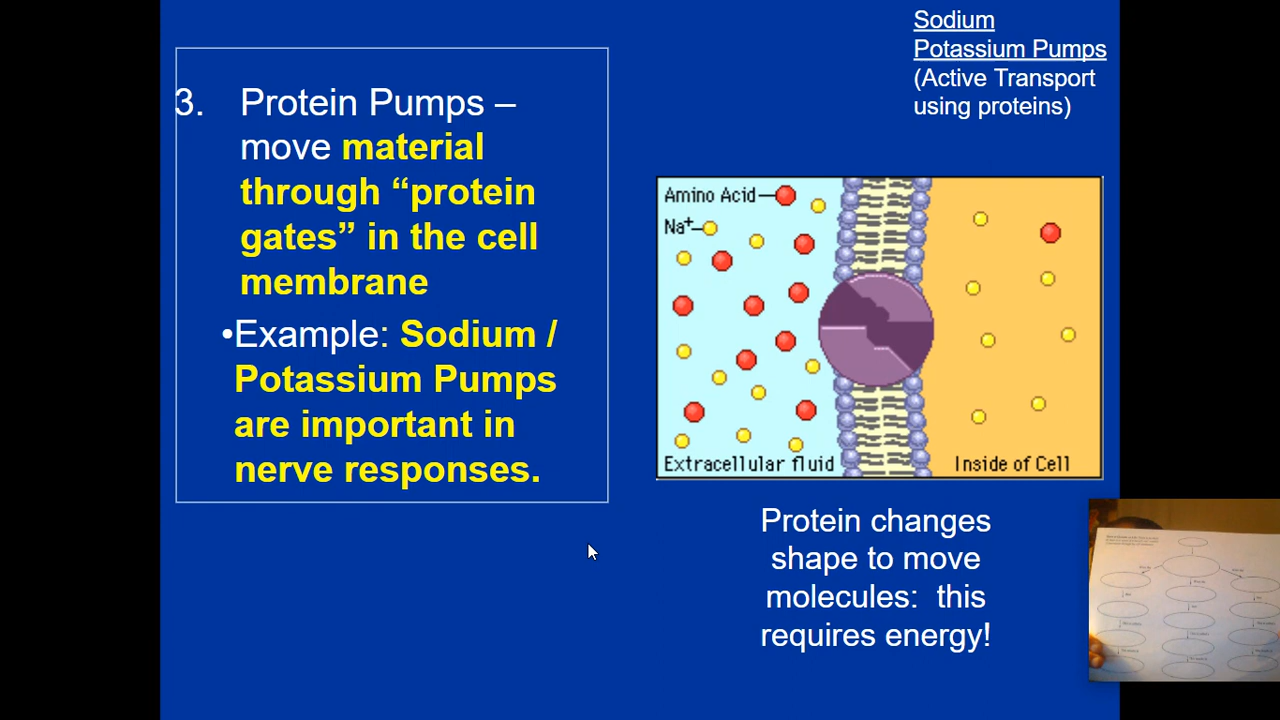 Sodium
Potassium Pumps
(Active Transport
using proteins)
3. Protein Pumps –
move material
through “protein
gates” in the cell
membrane
•Example: Sodium /
Potassium Pumps
are important in
nerve responses.
Amino Acid
Na+
Extracellular fluid
Inside of Cell
Protein changes
shape to move
molecules: this
requires energy!